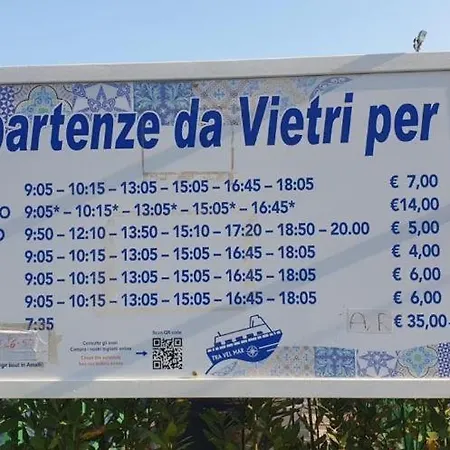 partenze da Vietri per
9:05 – 10:15 – 13:05 – 15:05 – 16:45 – 18:05 € 7,00
O 9:05* – 10:15* – 13:05* – 15:05* – 16:45* €14,00
O 9:50 – 12:10 – 13:50 – 15:10 – 17:20 – 18:50 – 20.00 € 5,00
9:05 – 10:15 – 13:05 – 15:05 – 16:45 – 18:05 € 4,00
9:05 – 10:15 – 13:05 – 15:05 – 16:45 – 18:05 € 6,00
9:05 – 10:15 – 13:05 – 15:05 – 16:45 – 18:05 € 6,00
7:35 A/R € 35,00
Consulta gli orari
TRA VEL MAR